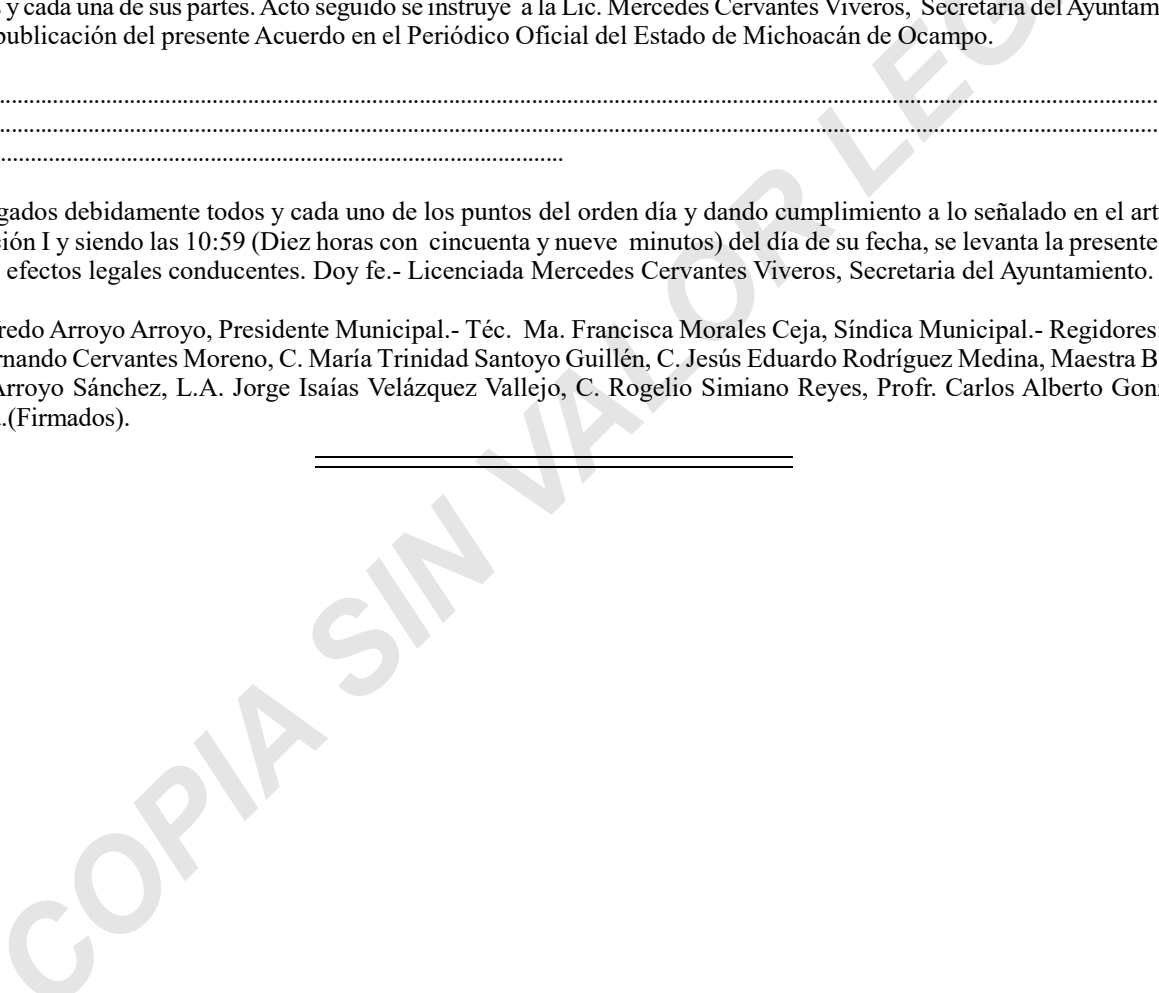 y cada una de sus partes. Acto seguido se instruye a la Lic. Mercedes Cervantes Viveros, Secretaria del Ayuntam
publicación del presente Acuerdo en el Periódico Oficial del Estado de Michoacán de Ocampo.
........................................................................................................................
........................................................................................................................
............................................................
gados debidamente todos y cada uno de los puntos del orden día y dando cumplimiento a lo señalado en el art
ión I y siendo las 10:59 (Diez horas con cincuenta y nueve minutos) del día de su fecha, se levanta la presente
efectos legales conducentes. Doy fe.- Licenciada Mercedes Cervantes Viveros, Secretaria del Ayuntamiento.
redo Arroyo Arroyo, Presidente Municipal.- Téc. Ma. Francisca Morales Ceja, Síndica Municipal.- Regidores:
rnando Cervantes Moreno, C. María Trinidad Santoyo Guillén, C. Jesús Eduardo Rodríguez Medina, Maestra B
Arroyo Sánchez, L.A. Jorge Isaías Velázquez Vallejo, C. Rogelio Simiano Reyes, Profr. Carlos Alberto Gon
.(Firmados).
COPIA SIN VALOR LEG